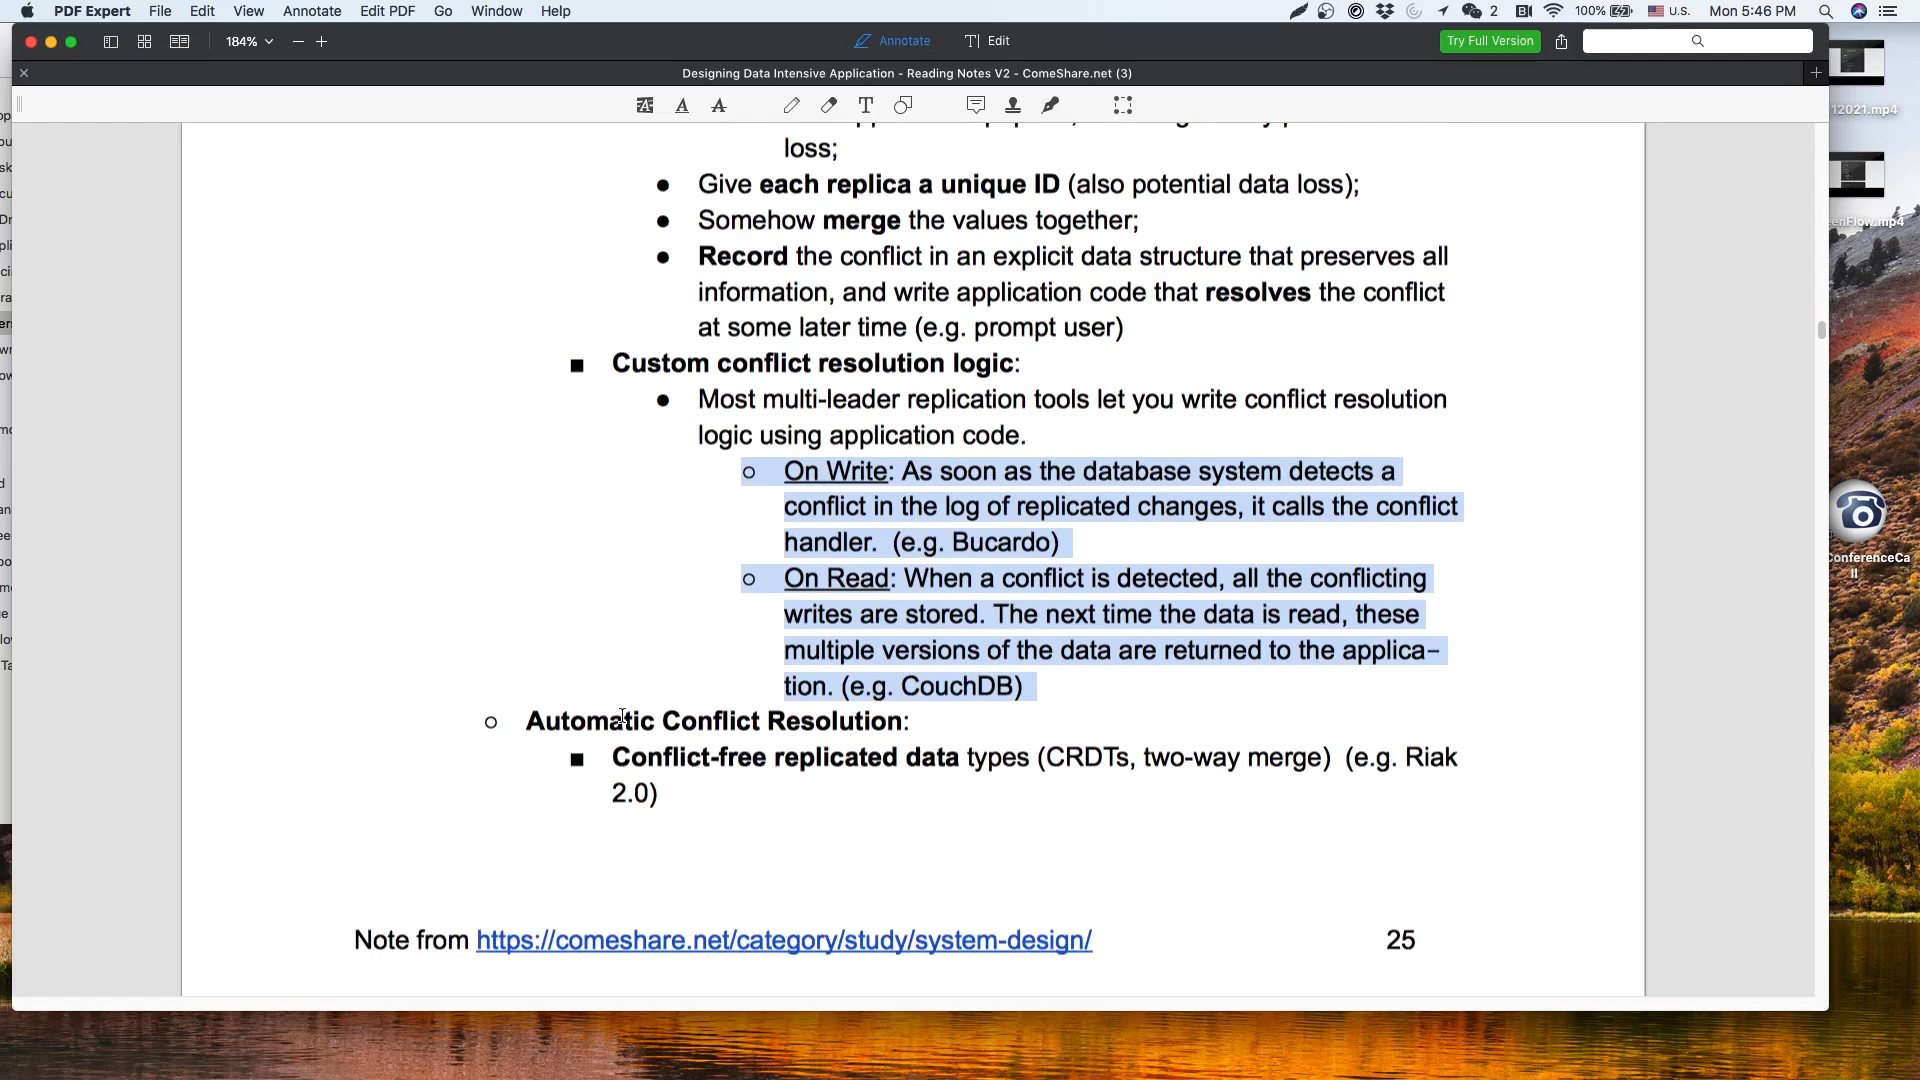 PDF Expert File Edit View Annotate Edit PDF Go Window Help 2 100% U.S. Mon 5:46 PM
184% Annotate Edit Try Full Version
Designing Data Intensive Application - Reading Notes V2 - ComeShare.net (3)
12021.mp4
loss;
● Give each replica a unique ID (also potential data loss);
● Somehow merge the values together;
enFlow.mp4
● Record the conflict in an explicit data structure that preserves all
information, and write application code that resolves the conflict
at some later time (e.g. prompt user)
■ Custom conflict resolution logic:
● Most multi-leader replication tools let you write conflict resolution
logic using application code.
○ On Write: As soon as the database system detects a
conflict in the log of replicated changes, it calls the conflict
handler. (e.g. Bucardo)
○ On Read: When a conflict is detected, all the conflicting
writes are stored. The next time the data is read, these
multiple versions of the data are returned to the applica-
tion. (e.g. CouchDB)
onferenceCa
ll
○ Automatic Conflict Resolution:
■ Conflict-free replicated data types (CRDTs, two-way merge) (e.g. Riak
2.0)
Note from https://comeshare.net/category/study/system-design/ 25